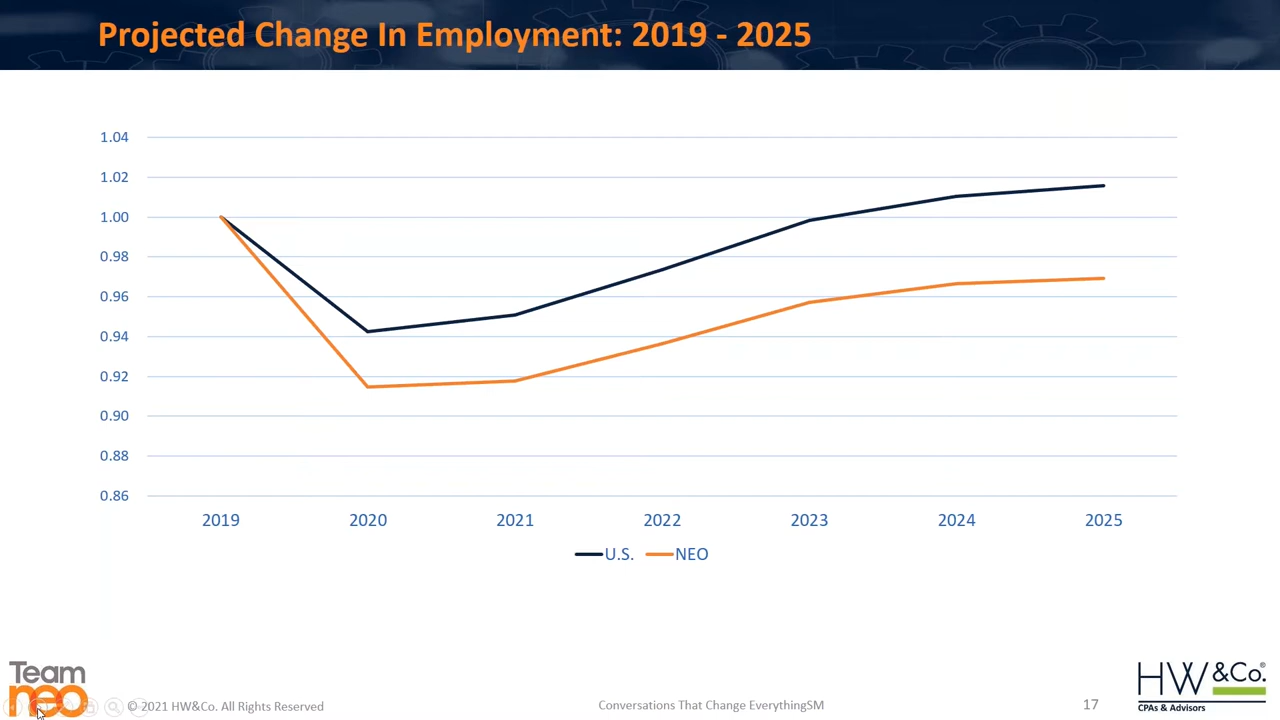 Projected Change In Employment: 2019 - 2025
1.04
1.02
1.00
0.98
0.96
0.94
0.92
0.90
0.88
0.86
2019 2020 2021 2022 2023 2024 2025
U.S. NEO
Team
neo
© 2021 HW&Co. All Rights Reserved
Conversations That Change EverythingSM
17
HW&Co.®
CPAs & Advisors